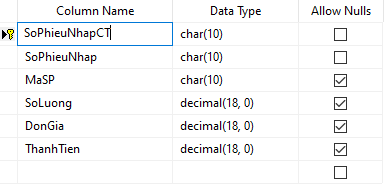 Column Name Data Type Allow Nulls
SoPhieuNhapCT char(10)
SoPhieuNhap char(10)
MaSP char(10)
SoLuong decimal(18, 0)
DonGia decimal(18, 0)
ThanhTien decimal(18, 0)